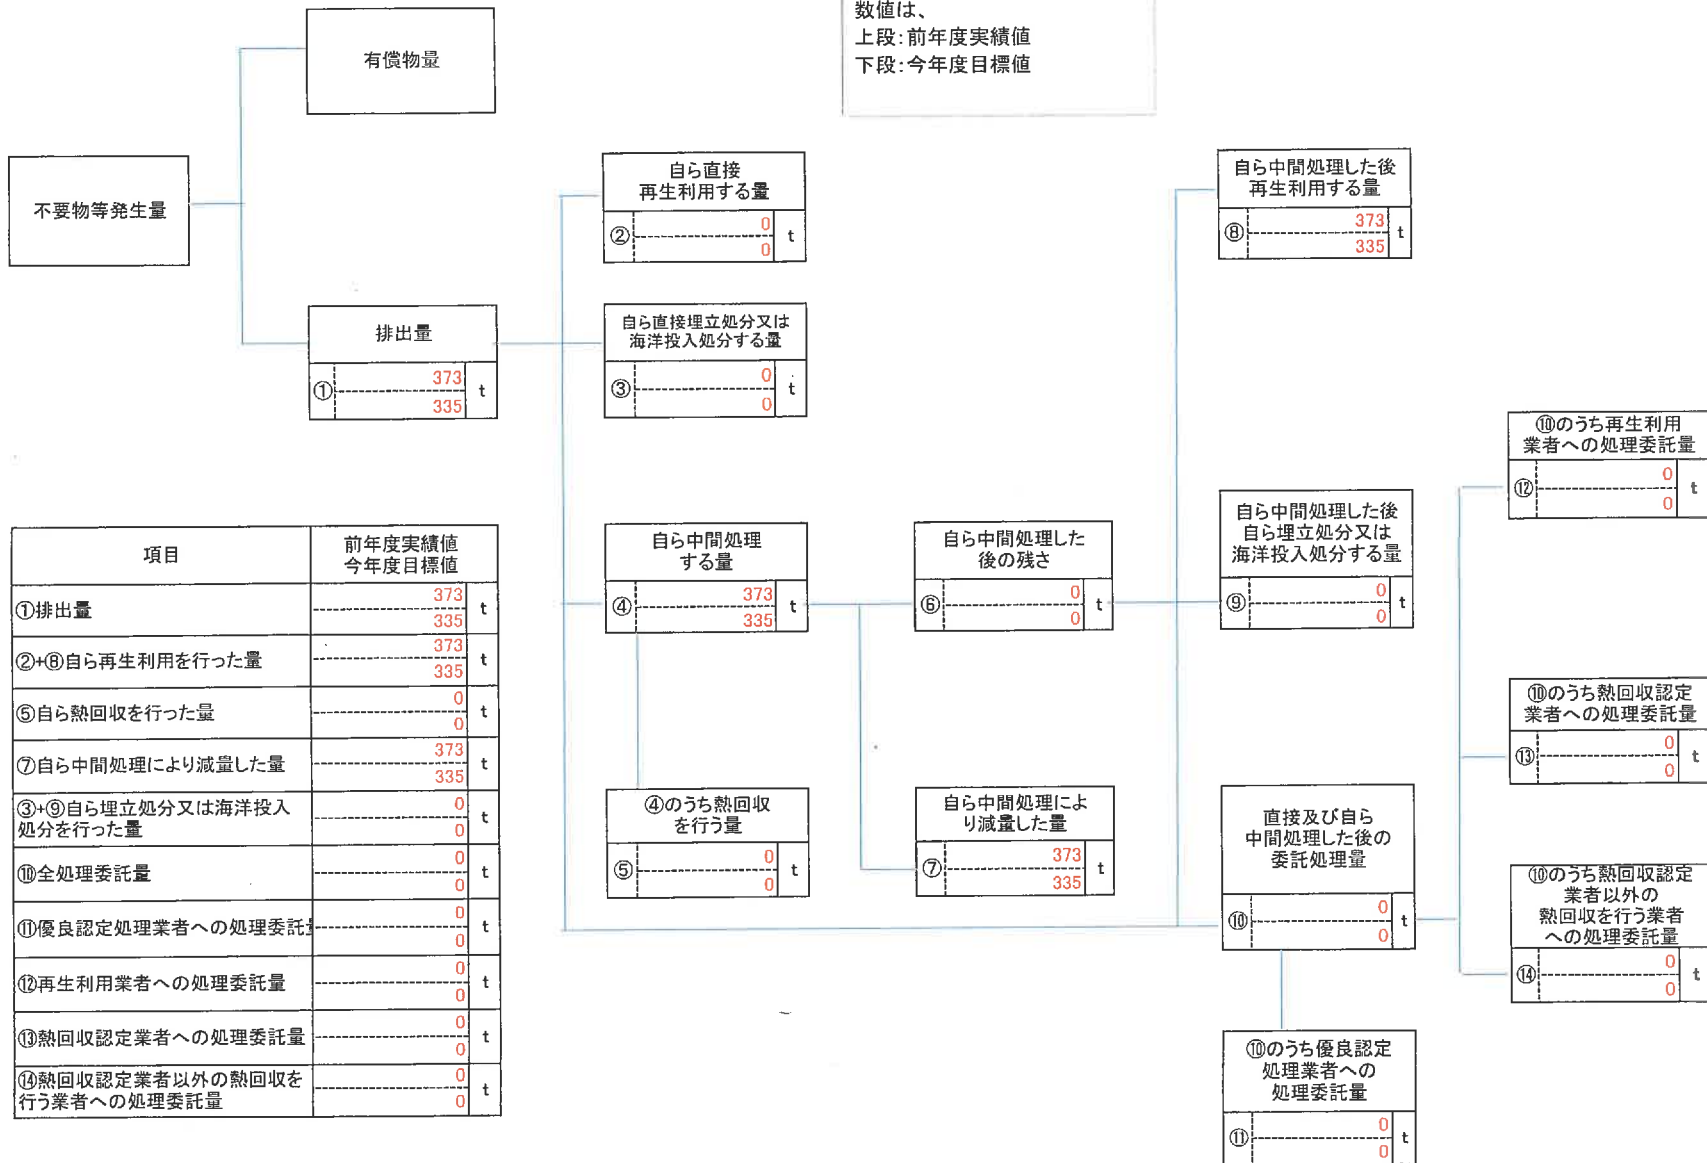 数値は、
上段：前年度実績値
下段：今年度目標値
有償物量
不要物等発生量
排出量
① 373 t
335
自ら直接
再生利用する量
② 0 t
0
自ら直接埋立処分又は
海洋投入処分する量
③ 0 t
0
自ら中間処理
する量
④ 373 t
335
④のうち熱回収
を行う量
⑤ 0 t
0
自ら中間処理した
後の残さ
⑥ 0 t
0
自ら中間処理によ
り減量した量
⑦ 373 t
335
自ら中間処理した後
再生利用する量
⑧ 373 t
335
自ら中間処理した後
自ら埋立処分又は
海洋投入処分する量
⑨ 0 t
0
直接及び自ら
中間処理した後の
委託処理量
⑩ 0 t
0
⑩のうち優良認定
処理業者への
処理委託量
⑪ 0 t
0
⑩のうち再生利用
業者への処理委託量
⑫ 0 t
0
⑩のうち熱回収認定
業者への処理委託量
⑬ 0 t
0
⑩のうち熱回収認定
業者以外の
熱回収を行う業者
への処理委託量
⑭ 0 t
0
項目 前年度実績値
今年度目標値
①排出量 373 t
335
②+⑧自ら再生利用を行った量 373 t
335
⑤自ら熱回収を行った量 0 t
0
⑦自ら中間処理により減量した量 373 t
335
③+⑨自ら埋立処分又は海洋投入 0 t
処分を行った量 0
⑩全処理委託量 0 t
0
⑪優良認定処理業者への処理委託 0 t
0
⑫再生利用業者への処理委託量 0 t
0
⑬熱回収認定業者への処理委託量 0 t
0
⑭熱回収認定業者以外の熱回収を 0 t
行う業者への処理委託量 0